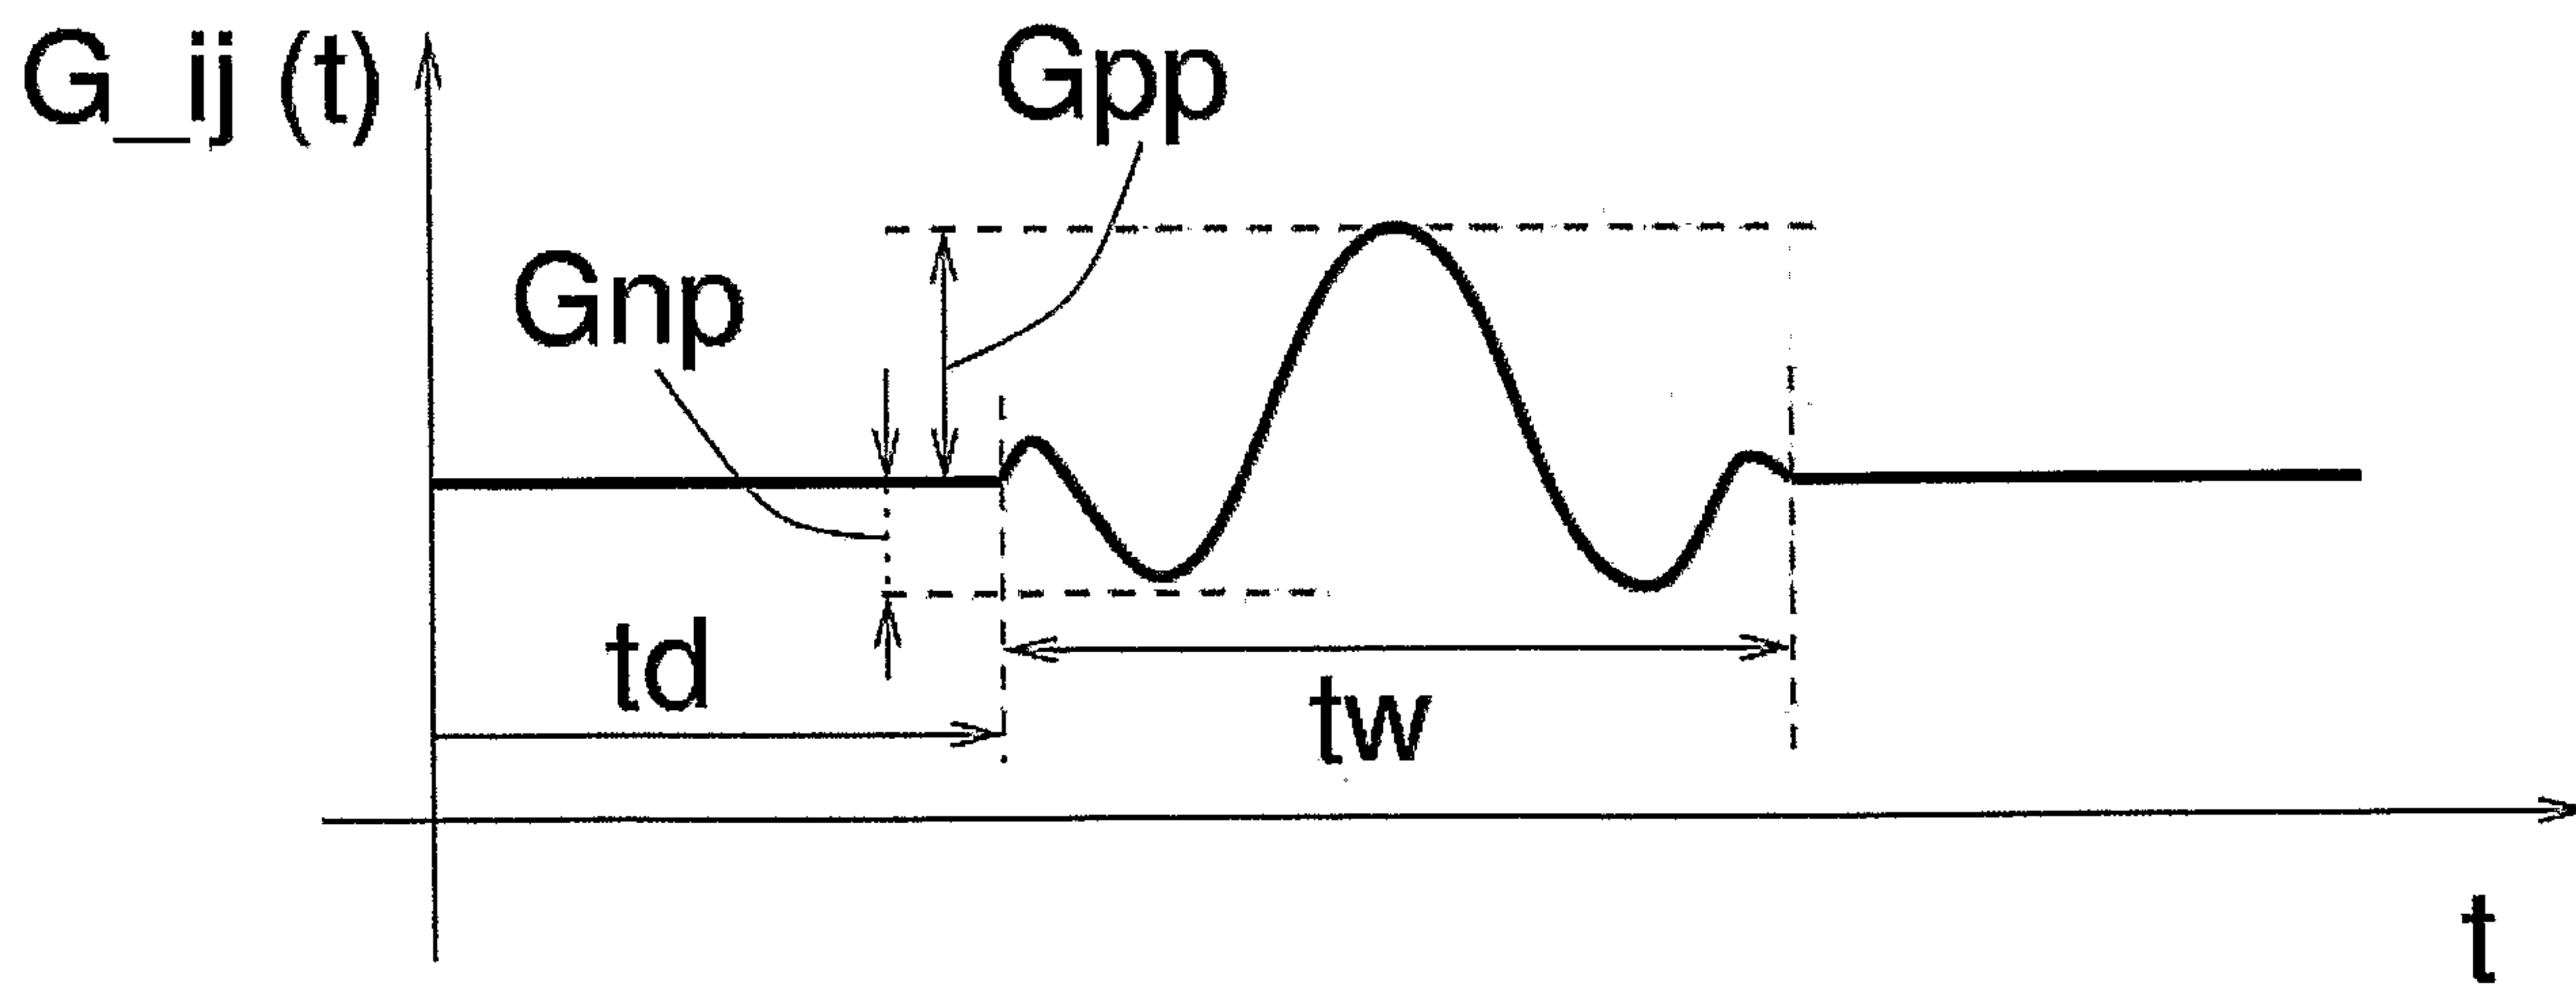 G_ij (t)
Gpp
Gnp
td
tw
t